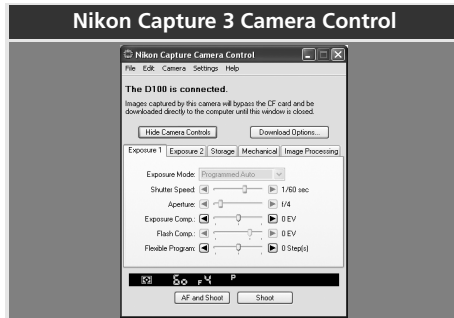 Nikon Capture 3 Camera Control
Nikon Capture Camera Control
File Edit Camera Settings Help
The D100 is connected.
Images captured by this camera will bypass the CF card and be
downloaded directly to the computer until this window is closed.
Hide Camera Controls Download Options...
Exposure 1 Exposure 2 Storage Mechanical Image Processing
Exposure Mode: Programmed Auto
Shutter Speed: 1/60 sec
Aperture: f/4
Exposure Comp.: 0 EV
Flash Comp.: 0 EV
Flexible Program: 0 Step(s)
60 F4 P
AF and Shoot Shoot